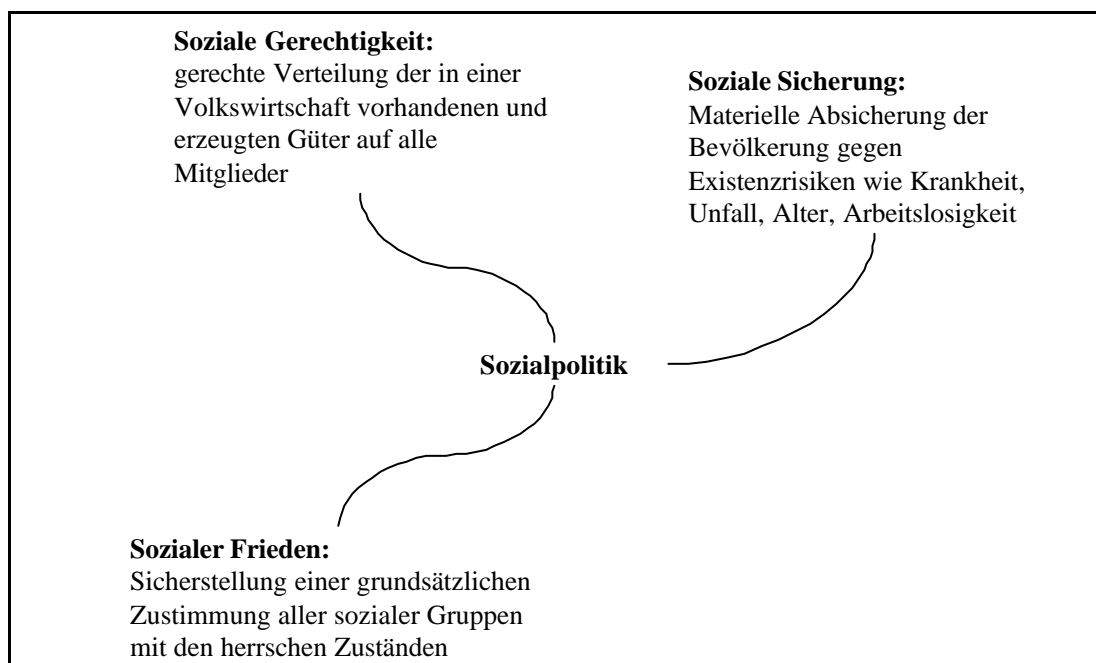 Soziale Gerechtigkeit:
gerechte Verteilung der in einer
Volkswirtschaft vorhandenen und
erzeugten Güter auf alle
Mitglieder
Soziale Sicherung:
Materielle Absicherung der
Bevölkerung gegen
Existenzrisiken wie Krankheit,
Unfall, Alter, Arbeitslosigkeit
Sozialpolitik
Sozialer Frieden:
Sicherstellung einer grundsätzlichen
Zustimmung aller sozialer Gruppen
mit den herrschen Zuständen